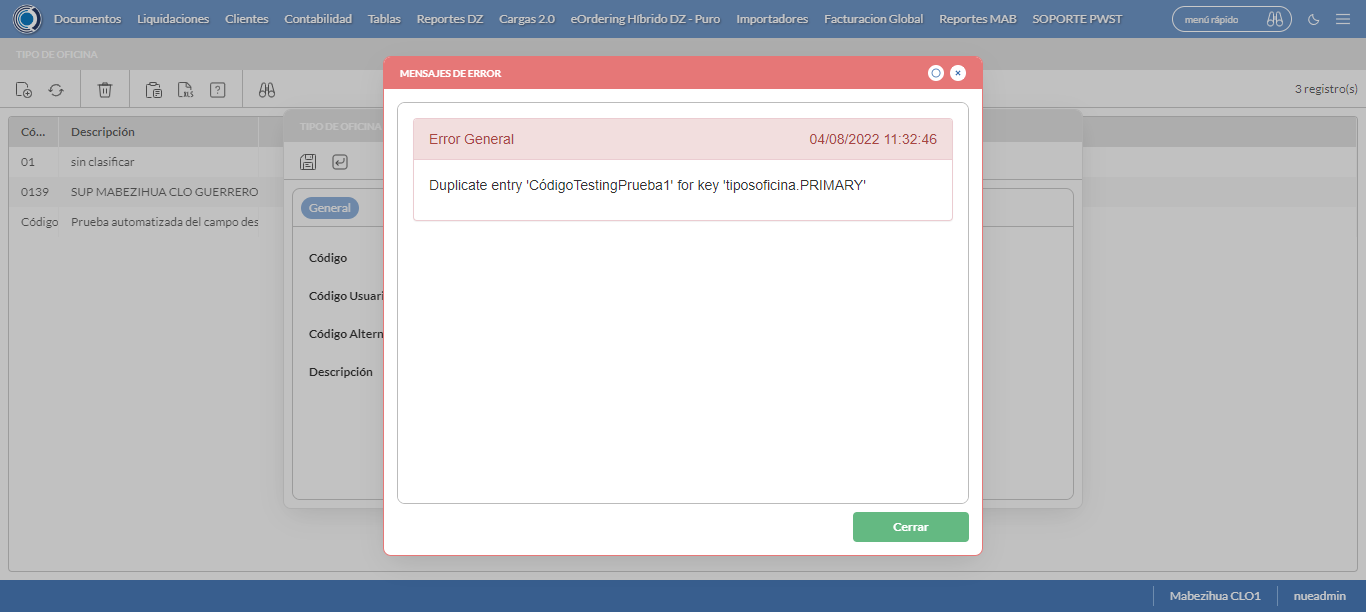 Documentos Liquidaciones Clientes Contabilidad Tablas Reportes DZ Cargas 2.0 eOrdering Híbrido DZ - Puro Importadores Facturacion Global Reportes MAB SOPORTE PWST menú rápido
TIPO DE OFICINA
MENSAJES DE ERROR
XLS ? 3 registro(s)
Có... Descripción
01 sin clasificar
0139 SUP MABEZIHUA CLO GUERRERO
Código Prueba automatizada del campo des
TIPO DE OFICINA
General
Código
Código Usuari
Código Altern
Descripción
Error General 04/08/2022 11:32:46
Duplicate entry 'CódigoTestingPrueba1' for key 'tiposoficina.PRIMARY'
Cerrar
Mabezihua CLO1 nueadmin